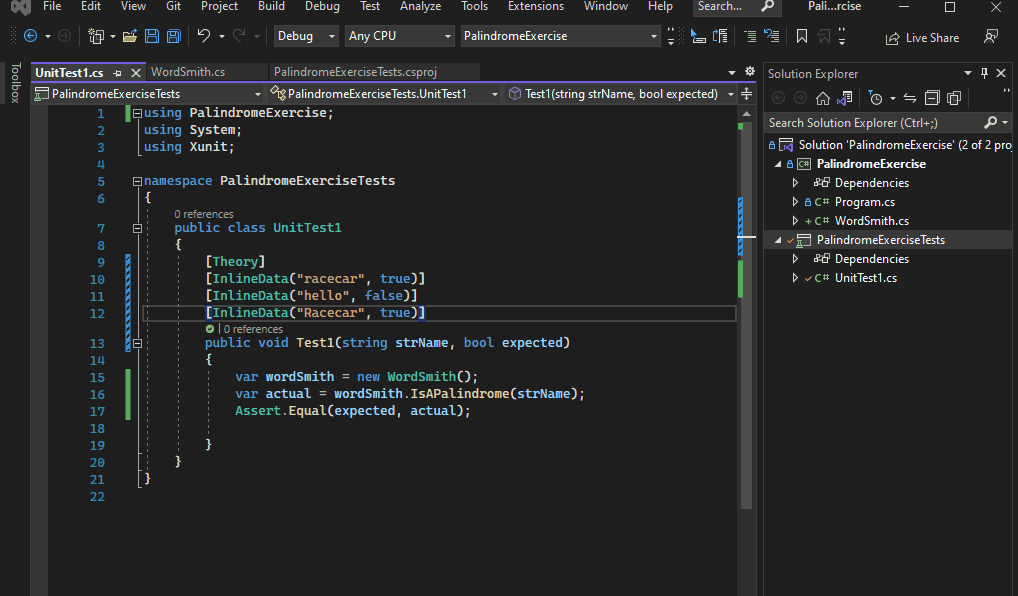 File Edit View Git Project Build Debug Test Analyze Tools Extensions Window Help Search... Pali...rcise
Debug Any CPU PalindromeExercise Live Share
Toolbox
UnitTest1.cs WordSmith.cs PalindromeExerciseTests.csproj
PalindromeExerciseTests PalindromeExerciseTests.UnitTest1 Test1(string strName, bool expected)
1 using PalindromeExercise;
2 using System;
3 using Xunit;
4
5 namespace PalindromeExerciseTests
6 {
0 references
7 public class UnitTest1
8 {
9 [Theory]
10 [InlineData("racecar", true)]
11 [InlineData("hello", false)]
12 [InlineData("Racecar", true)]
| 0 references
13 public void Test1(string strName, bool expected)
14 {
15 var wordSmith = new WordSmith();
16 var actual = wordSmith.IsAPalindrome(strName);
17 Assert.Equal(expected, actual);
18
19 }
20 }
21 }
22
Solution Explorer
Search Solution Explorer (Ctrl+;)
Solution 'PalindromeExercise' (2 of 2 proj
C# PalindromeExercise
Dependencies
C# Program.cs
+ C# WordSmith.cs
PalindromeExerciseTests
Dependencies
C# UnitTest1.cs